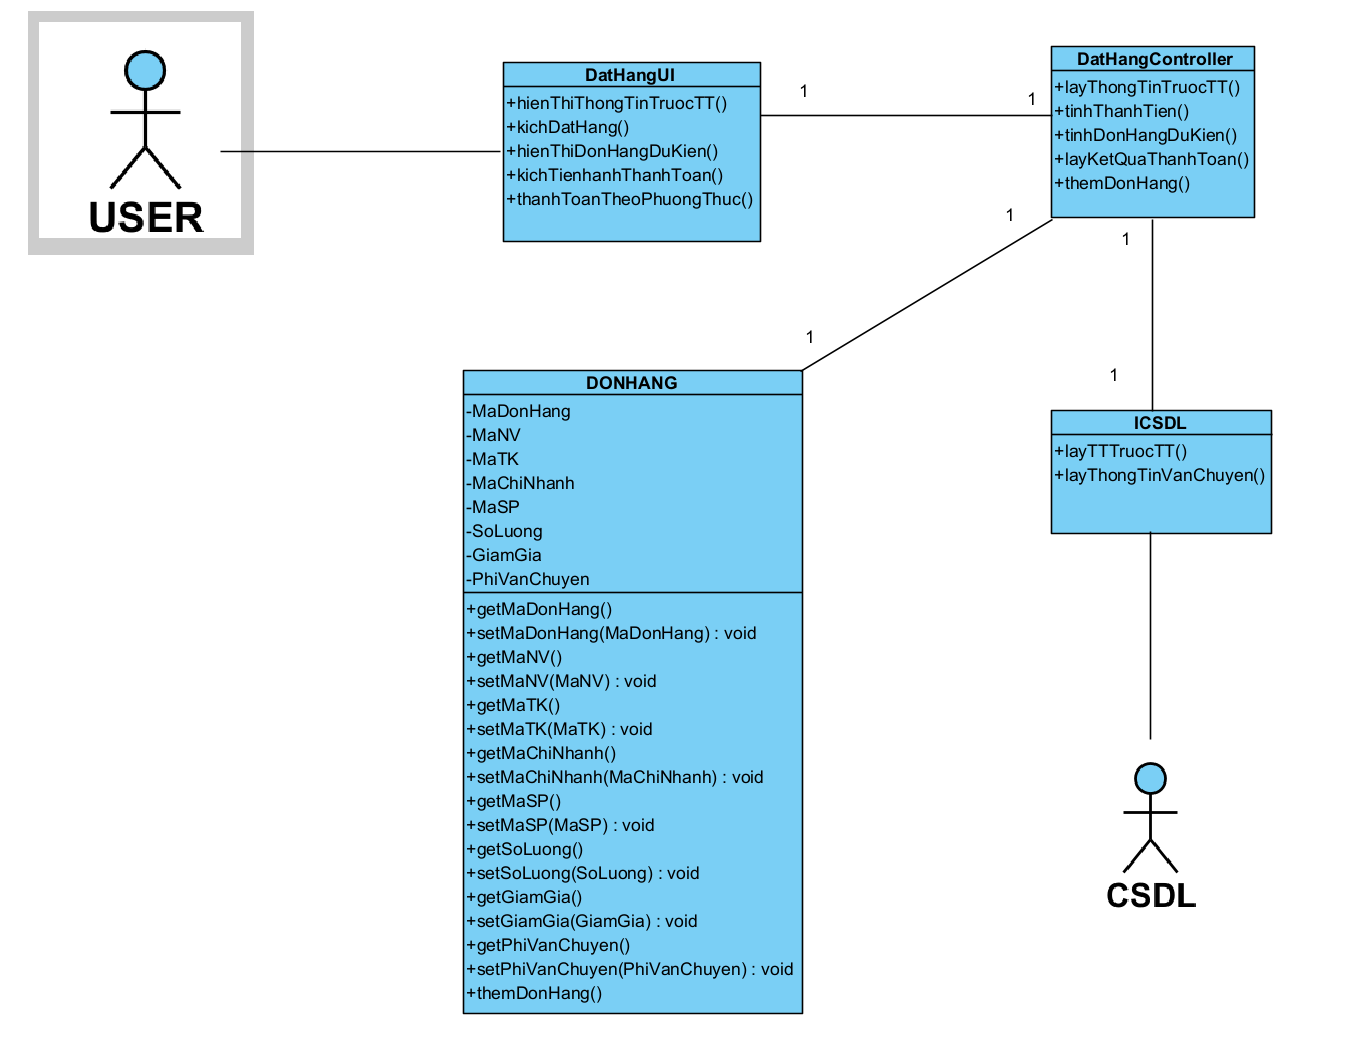 USER
DatHangUI
+hienThiThongTinTruocTT()
+kichDatHang()
+hienThiDonHangDuKien()
+kichTienhanhThanhToan()
+thanhToanTheoPhuongThuc()
1
1
DatHangController
+layThongTinTruocTT()
+tinhThanhTien()
+tinhDonHangDuKien()
+layKetQuaThanhToan()
+themDonHang()
1
1
1
1
DONHANG
-MaDonHang
-MaNV
-MaTK
-MaChiNhanh
-MaSP
-SoLuong
-GiamGia
-PhiVanChuyen
+getMaDonHang()
+setMaDonHang(MaDonHang) : void
+getMaNV()
+setMaNV(MaNV) : void
+getMaTK()
+setMaTK(MaTK) : void
+getMaChiNhanh()
+setMaChiNhanh(MaChiNhanh) : void
+getMaSP()
+setMaSP(MaSP) : void
+getSoLuong()
+setSoLuong(SoLuong) : void
+getGiamGia()
+setGiamGia(GiamGia) : void
+getPhiVanChuyen()
+setPhiVanChuyen(PhiVanChuyen) : void
+themDonHang()
ICSDL
+layTTTruocTT()
+layThongTinVanChuyen()
CSDL